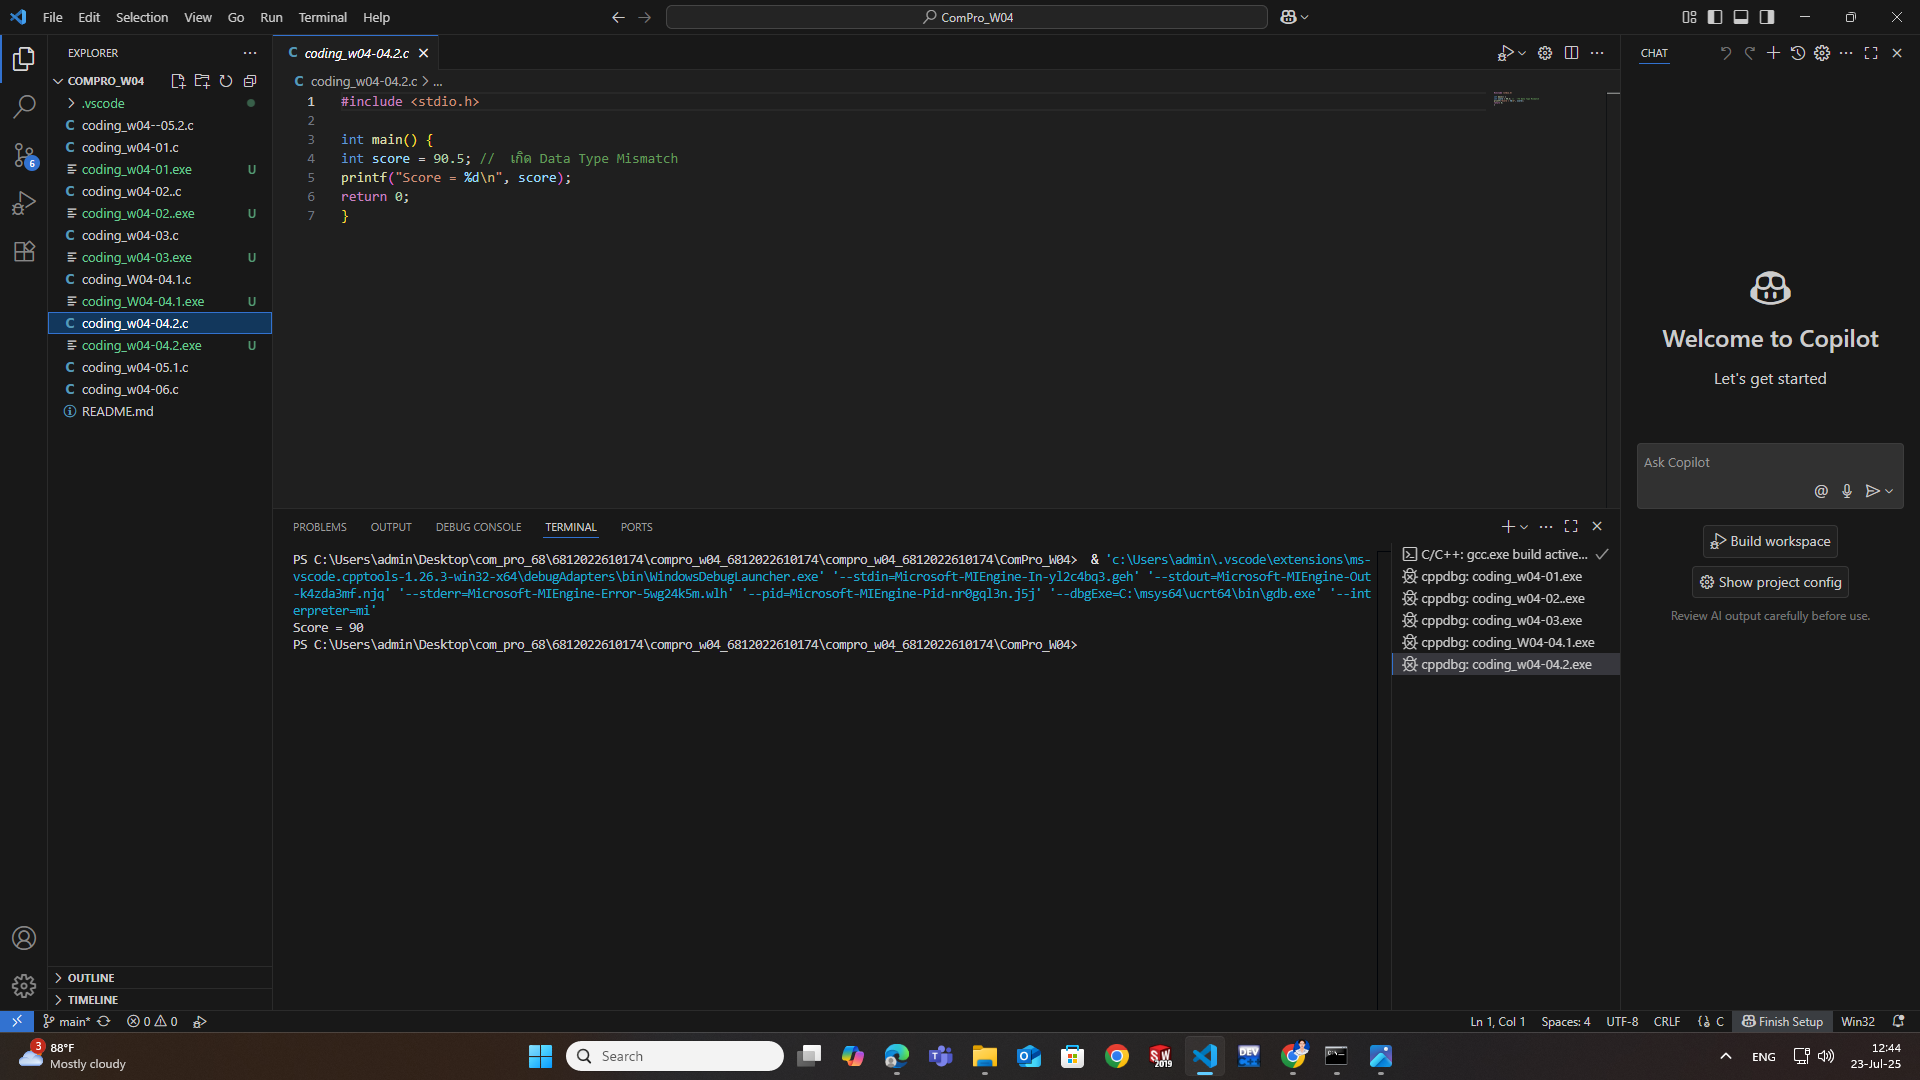 File Edit Selection View Go Run Terminal Help
ComPro_W04
EXPLORER
COMPRO_W04
.vscode
coding_w04--05.2.c
coding_w04-01.c
coding_w04-01.exe U
coding_w04-02..c
coding_w04-02..exe U
coding_w04-03.c
coding_w04-03.exe U
coding_W04-04.1.c
coding_W04-04.1.exe U
coding_w04-04.2.c
coding_w04-04.2.exe U
coding_w04-05.1.c
coding_w04-06.c
README.md
OUTLINE
TIMELINE
6
coding_w04-04.2.c
coding_w04-04.2.c > ...
1 #include <stdio.h>
2
3 int main() {
4 int score = 90.5; // เกิด Data Type Mismatch
5 printf("Score = %d\n", score);
6 return 0;
7 }
PROBLEMS OUTPUT DEBUG CONSOLE TERMINAL PORTS
PS C:\Users\admin\Desktop\com_pro_68\6812022610174\compro_w04_6812022610174\compro_w04_6812022610174\ComPro_W04> & 'c:\Users\admin\.vscode\extensions\ms-
vscode.cpptools-1.26.3-win32-x64\debugAdapters\bin\WindowsDebugLauncher.exe' '--stdin=Microsoft-MIEngine-In-yl2c4bq3.geh' '--stdout=Microsoft-MIEngine-Out
-k4zda3mf.njq' '--stderr=Microsoft-MIEngine-Error-5wg24k5m.wlh' '--pid=Microsoft-MIEngine-Pid-nr0gql3n.j5j' '--dbgExe=C:\msys64\ucrt64\bin\gdb.exe' '--int
erpreter=mi'
Score = 90
PS C:\Users\admin\Desktop\com_pro_68\6812022610174\compro_w04_6812022610174\compro_w04_6812022610174\ComPro_W04>
C/C++: gcc.exe build active...
cppdbg: coding_w04-01.exe
cppdbg: coding_w04-02..exe
cppdbg: coding_w04-03.exe
cppdbg: coding_W04-04.1.exe
cppdbg: coding_w04-04.2.exe
CHAT
Welcome to Copilot
Let's get started
Ask Copilot
Build workspace
Show project config
Review AI output carefully before use.
main* 0 0
Ln 1, Col 1 Spaces: 4 UTF-8 CRLF {} C Finish Setup Win32
3
88°F
Mostly cloudy
Search
SW
2019
DEV
ENG
12:44
23-Jul-25